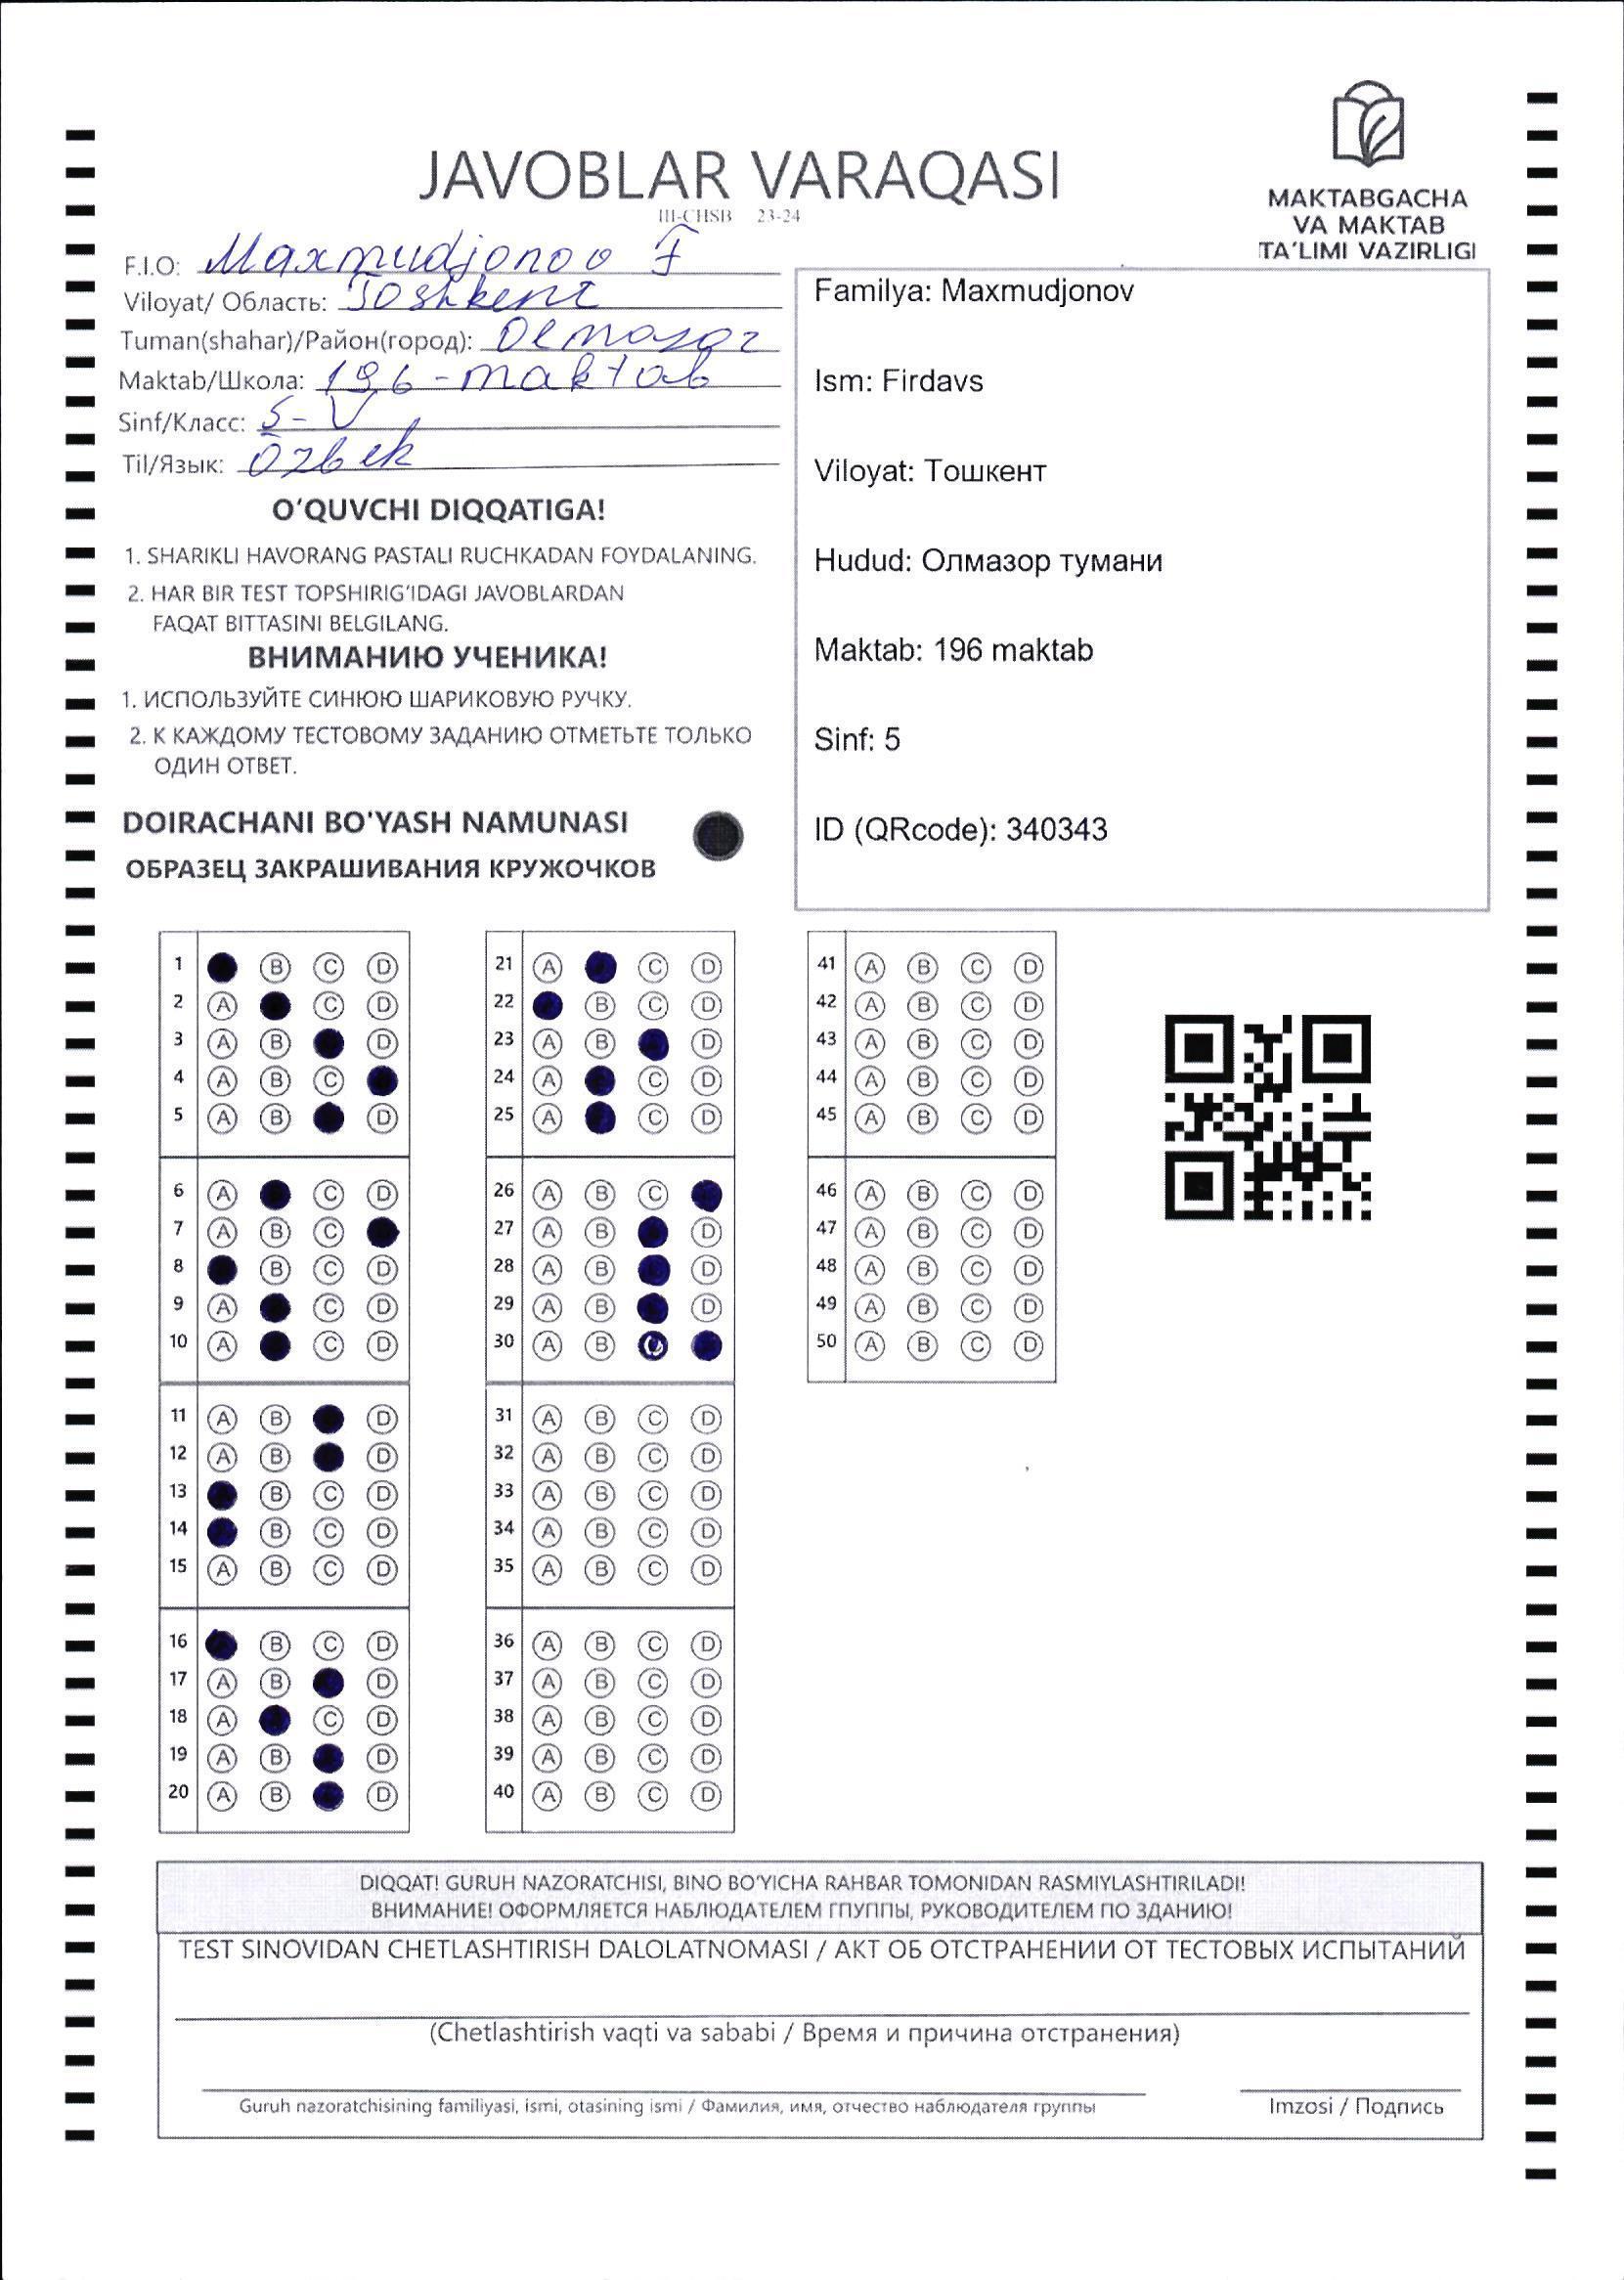 JAVOBLAR VARAQASI
III-CHSB 23-24
MAKTABGACHA
VA MAKTAB
TA'LIMI VAZIRLIGI
F.I.O: Maxmudjonov F
Viloyat/ Область: Toshkent
Tuman(shahar)/Район(город): Olmazor
Maktab/Школа: 196-maktab
Sinf/Класс: 5-V
Til/Язык: Özbek
O'QUVCHI DIQQATIGA!
1. SHARIKLI HAVORANG PASTALI RUCHKADAN FOYDALANING.
2. HAR BIR TEST TOPSHIRIG'IDAGI JAVOBLARDAN
FAQAT BITTASINI BELGILANG.
ВНИМАНИЮ УЧЕНИКА!
1. ИСПОЛЬЗУЙТЕ СИНЮЮ ШАРИКОВУЮ РУЧКУ.
2. К КАЖДОМУ ТЕСТОВОМУ ЗАДАНИЮ ОТМЕТЬТЕ ТОЛЬКО
ОДИН ОТВЕТ.
DOIRACHANI BO'YASH NAMUNASI
ОБРАЗЕЦ ЗАКРАШИВАНИЯ КРУЖОЧКОВ
Familya: Maxmudjonov
Ism: Firdavs
Viloyat: Тошкент
Hudud: Олмазор тумани
Maktab: 196 maktab
Sinf: 5
ID (QRcode): 340343
1 B C D
2 A C D
3 A B D
4 A B C
5 A B D
6 A C D
7 A B C
8 B C D
9 A C D
10 A C D
11 A B D
12 A B D
13 B C D
14 B C D
15 A B C D
16 B C D
17 A B D
18 A C D
19 A B D
20 A B D
21 A C D
22 B C D
23 A B D
24 A C D
25 A C D
26 A B C
27 A B D
28 A B D
29 A B D
30 A B C
31 A B C D
32 A B C D
33 A B C D
34 A B C D
35 A B C D
36 A B C D
37 A B C D
38 A B C D
39 A B C D
40 A B C D
41 A B C D
42 A B C D
43 A B C D
44 A B C D
45 A B C D
46 A B C D
47 A B C D
48 A B C D
49 A B C D
50 A B C D
DIQQAT! GURUH NAZORATCHISI, BINO BO'YICHA RAHBAR TOMONIDAN RASMIYLASHTIRILADI!
ВНИМАНИЕ! ОФОРМЛЯЕТСЯ НАБЛЮДАТЕЛЕМ ГПУППЫ, РУКОВОДИТЕЛЕМ ПО ЗДАНИЮ!
TEST SINOVIDAN CHETLASHTIRISH DALOLATNOMASI / АКТ ОБ ОТСТРАНЕНИИ ОТ ТЕСТОВЫХ ИСПЫТАНИЙ
(Chetlashtirish vaqti va sababi / Время и причина отстранения)
Guruh nazoratchisining familiyasi, ismi, otasining ismi / Фамилия, имя, отчество наблюдателя группы
Imzosi / Подпись